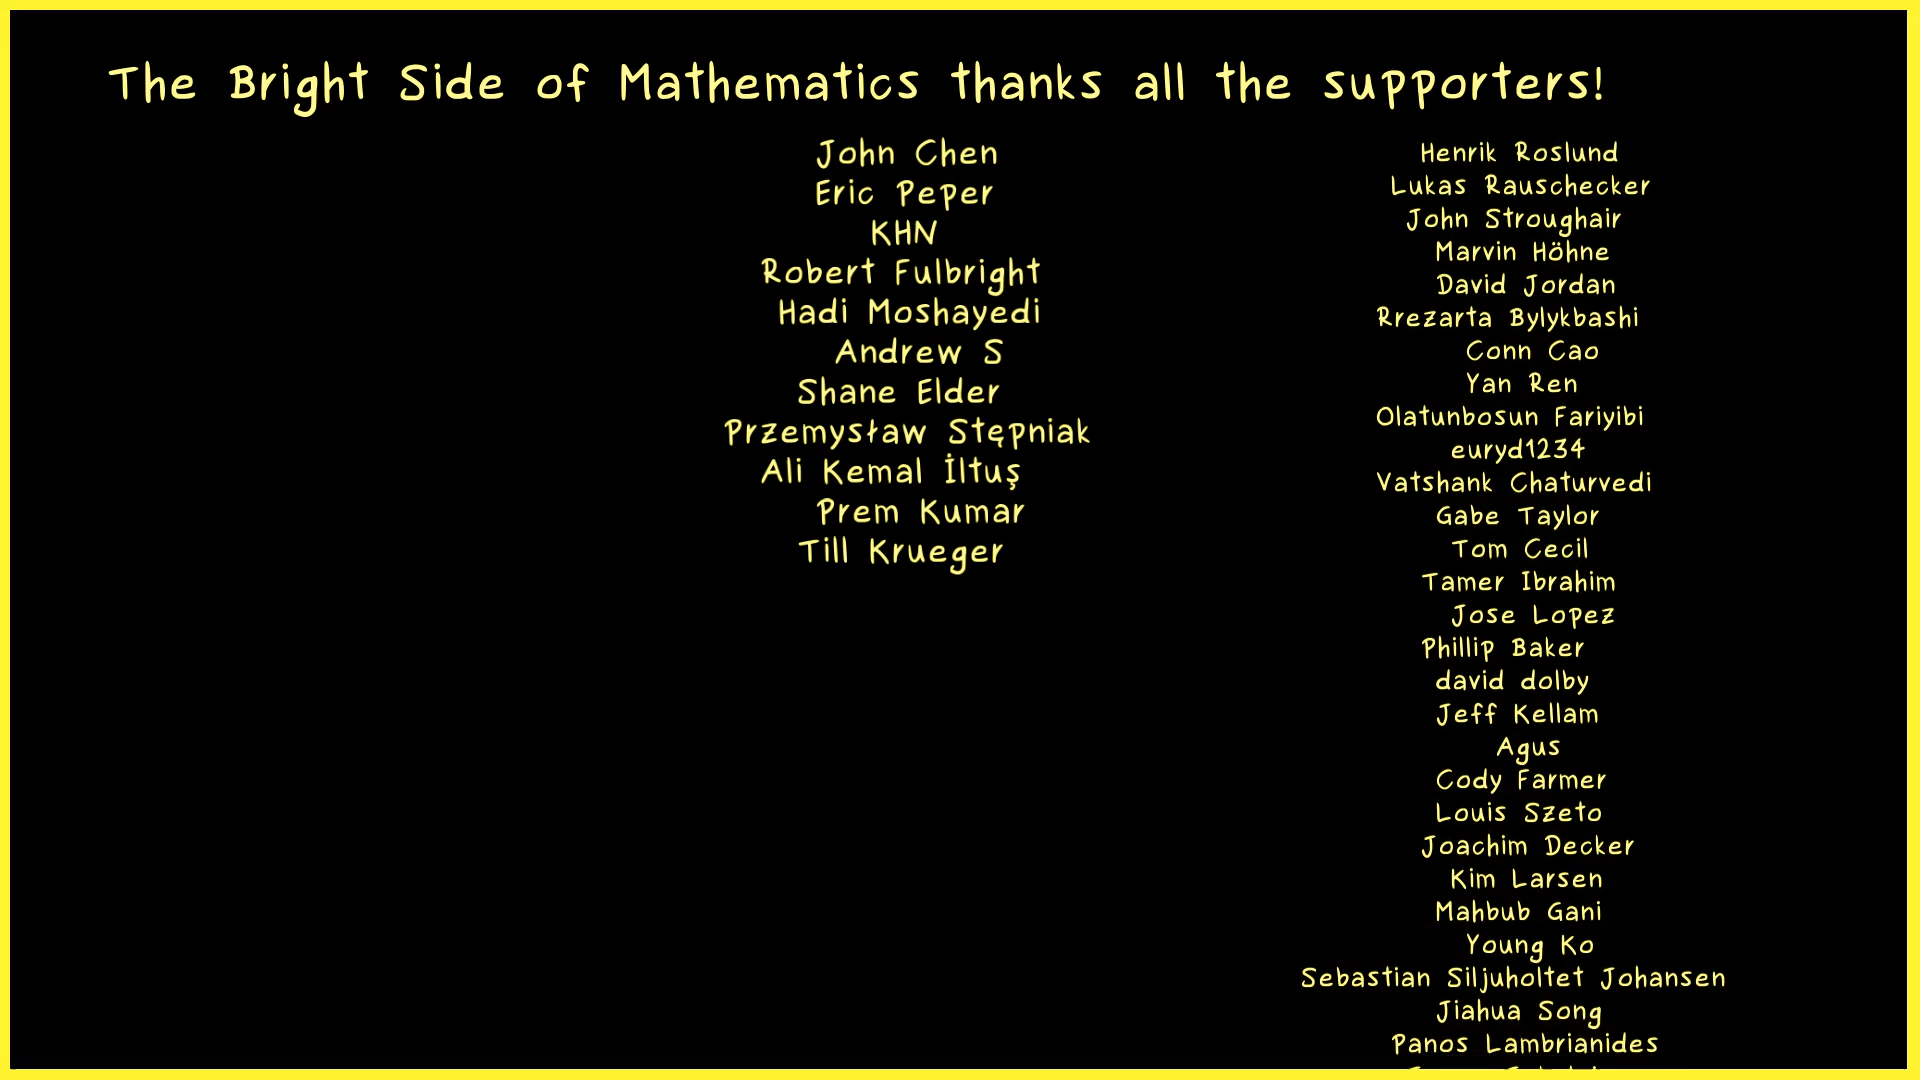 The Bright Side of Mathematics thanks all the supporters!
John Chen
Eric Peper
KHN
Robert Fulbright
Hadi Moshayedi
Andrew S
Shane Elder
Przemysław Stępniak
Ali Kemal İltuş
Prem Kumar
Till Krueger
Henrik Roslund
Lukas Rauschecker
John Stroughair
Marvin Höhne
David Jordan
Rrezarta Bylykbashi
Conn Cao
Yan Ren
Olatunbosun Fariyibi
euryd1234
Vatshank Chaturvedi
Gabe Taylor
Tom Cecil
Tamer Ibrahim
Jose Lopez
Phillip Baker
david dolby
Jeff Kellam
Agus
Cody Farmer
Louis Szeto
Joachim Decker
Kim Larsen
Mahbub Gani
Young Ko
Sebastian Siljuholtet Johansen
Jiahua Song
Panos Lambrianides